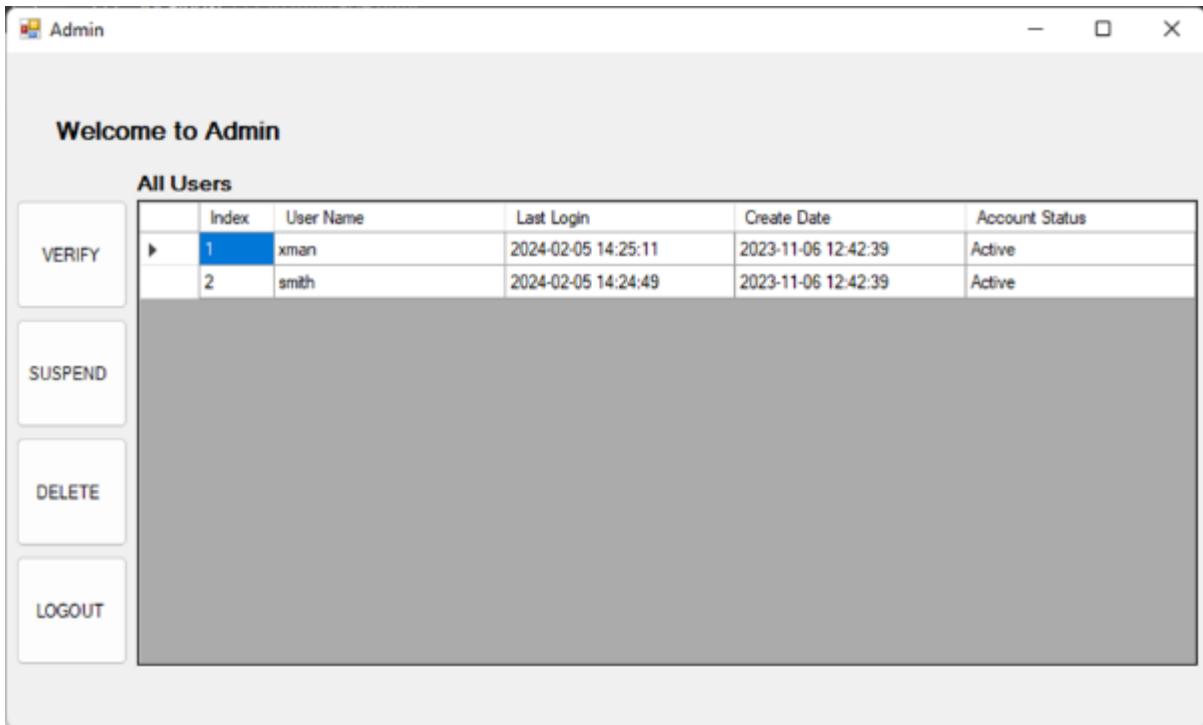 Admin
Welcome to Admin
All Users
Index User Name Last Login Create Date Account Status
VERIFY
1 xman 2024-02-05 14:25:11 2023-11-06 12:42:39 Active
2 smith 2024-02-05 14:24:49 2023-11-06 12:42:39 Active
SUSPEND
DELETE
LOGOUT